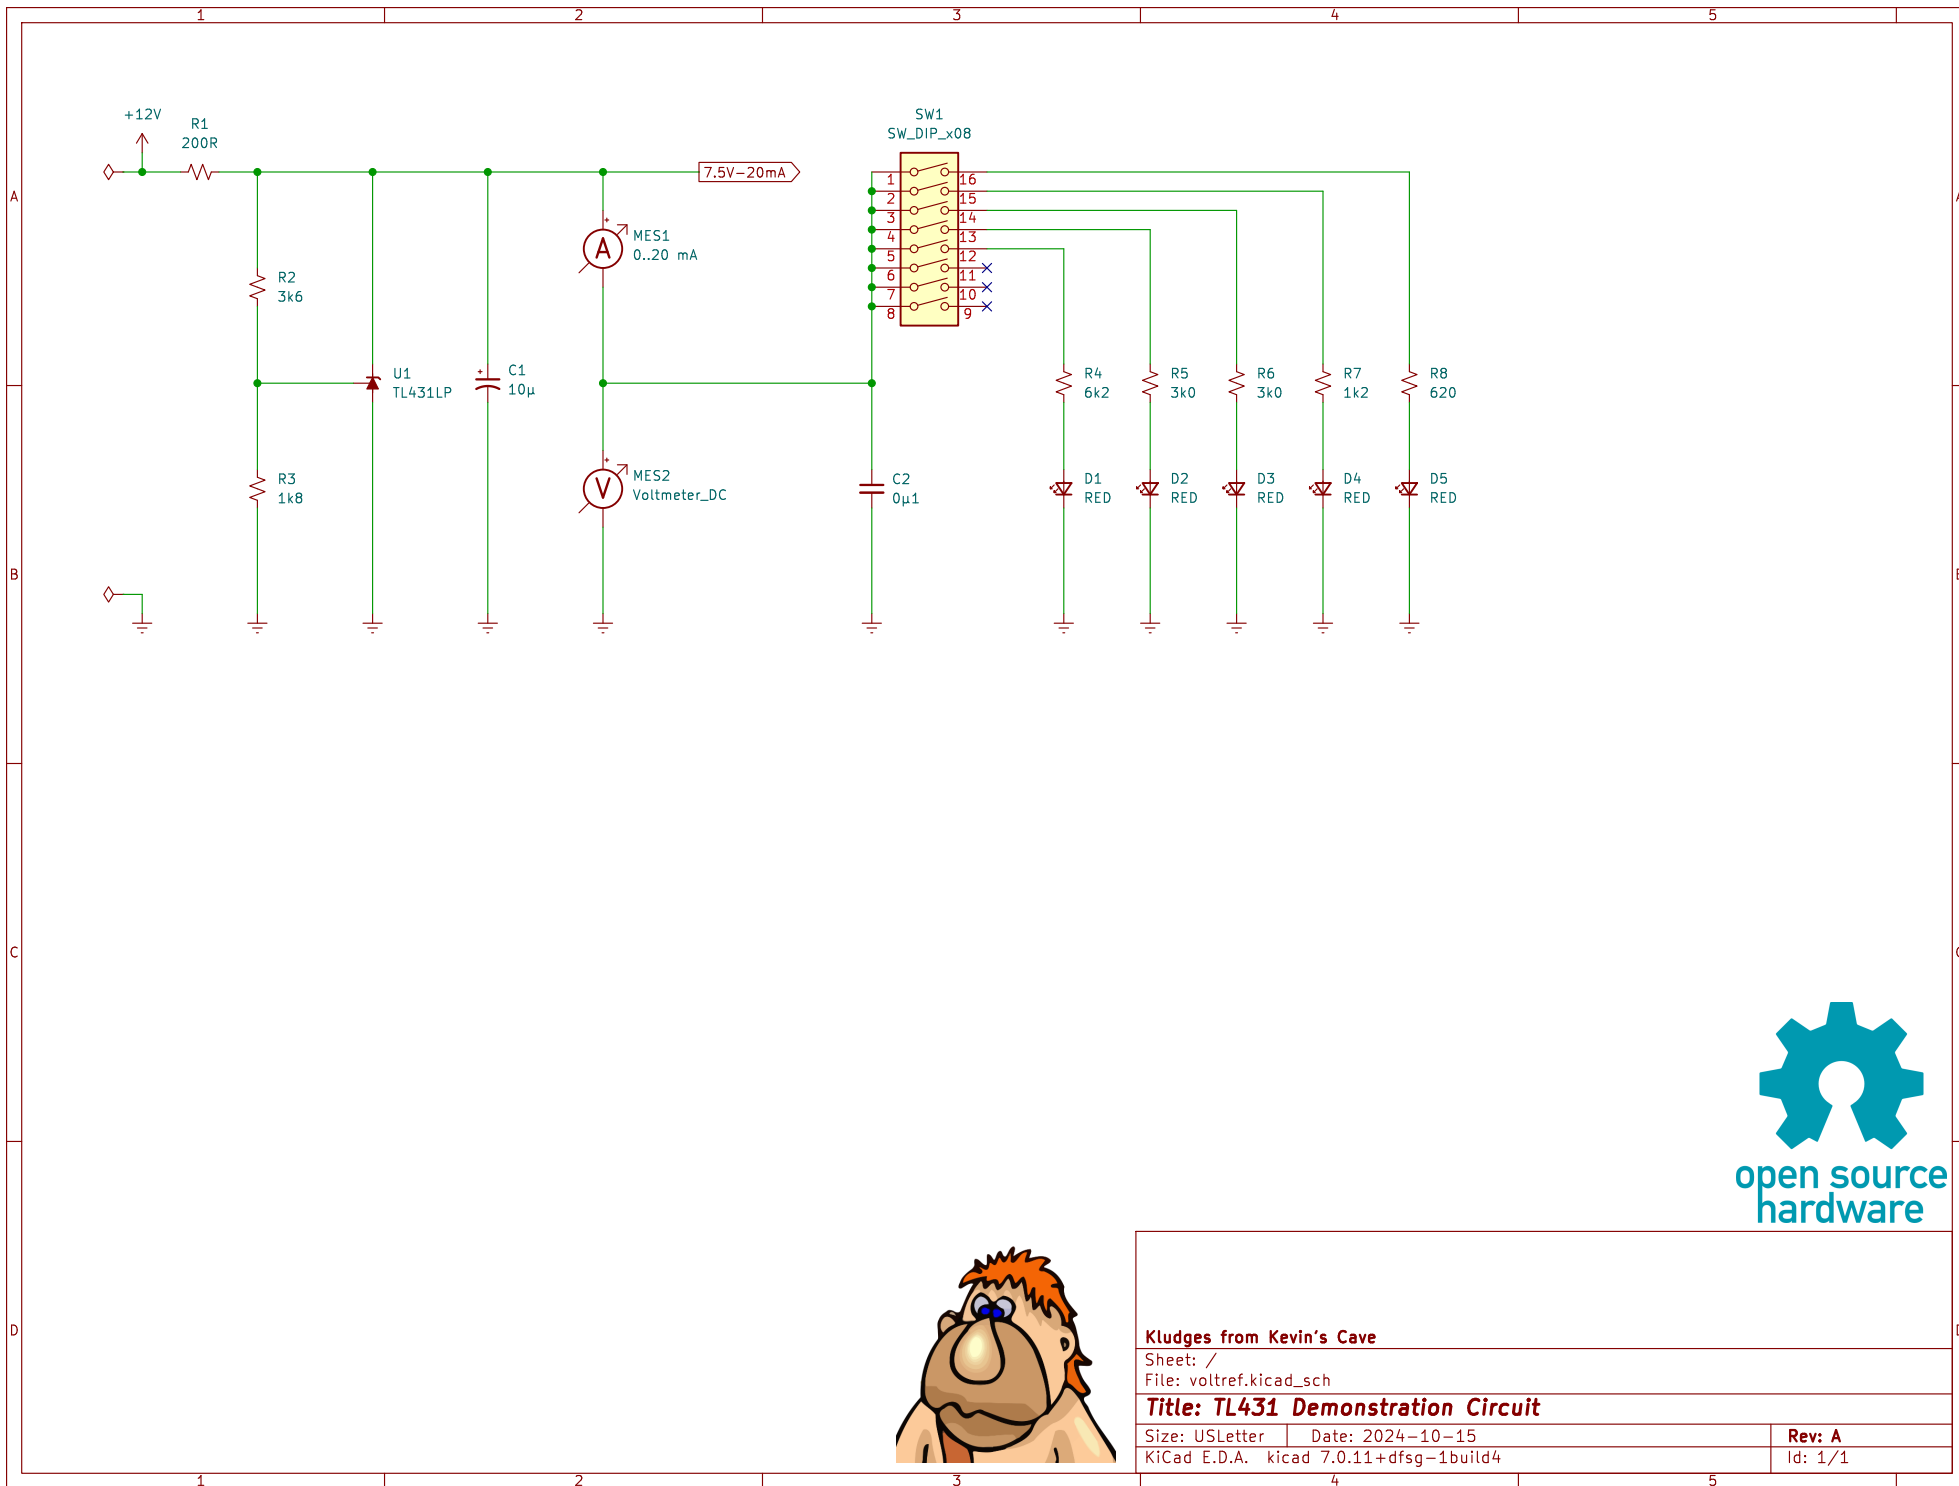 1 2 3 4 5
A
B
C
D
+12V
R1
200R
R2
3k6
R3
1k8
U1
TL431LP
C1
10µ
7.5V-20mA
+
A
MES1
0..20 mA
+
V
MES2
Voltmeter_DC
SW1
SW_DIP_x08
1 16
2 15
3 14
4 13
5 12
6 11
7 10
8 9
C2
0µ1
R4
6k2
R5
3k0
R6
3k0
R7
1k2
R8
620
D1
RED
D2
RED
D3
RED
D4
RED
D5
RED
open source
hardware
Kludges from Kevin's Cave
Sheet: /
File: voltref.kicad_sch
Title: TL431 Demonstration Circuit
Size: USLetter Date: 2024-10-15 Rev: A
KiCad E.D.A. kicad 7.0.11+dfsg-1build4 Id: 1/1
1 2 3 4 5